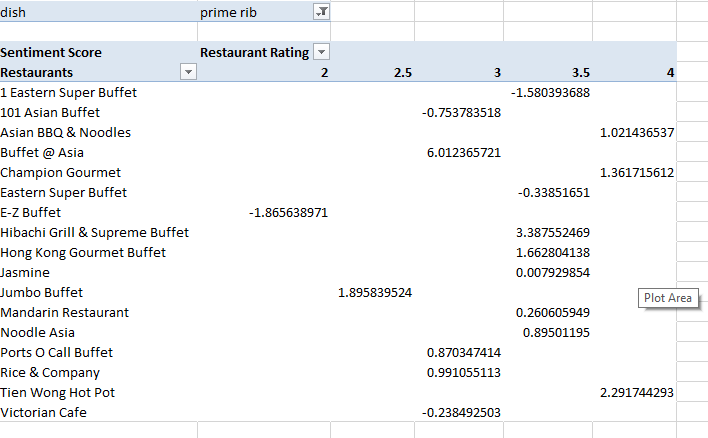 dish prime rib
Sentiment Score Restaurant Rating
Restaurants 2 2.5 3 3.5 4
1 Eastern Super Buffet -1.580393688
101 Asian Buffet -0.753783518
Asian BBQ & Noodles 1.021436537
Buffet @ Asia 6.012365721
Champion Gourmet 1.361715612
Eastern Super Buffet -0.33851651
E-Z Buffet -1.865638971
Hibachi Grill & Supreme Buffet 3.387552469
Hong Kong Gourmet Buffet 1.662804138
Jasmine 0.007929854
Jumbo Buffet 1.895839524
Plot Area
Mandarin Restaurant 0.260605949
Noodle Asia 0.89501195
Ports O Call Buffet 0.870347414
Rice & Company 0.991055113
Tien Wong Hot Pot 2.291744293
Victorian Cafe -0.238492503